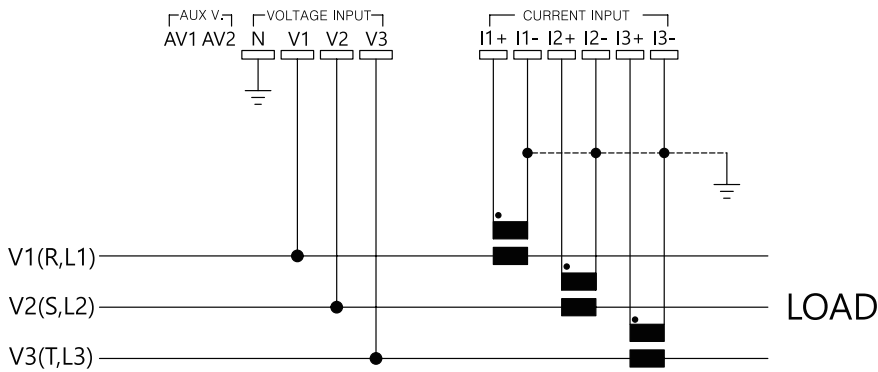 AUX V. VOLTAGE INPUT CURRENT INPUT
AV1 AV2 N V1 V2 V3 I1+ I1- I2+ I2- I3+ I3-
V1(R,L1)
V2(S,L2) LOAD
V3(T,L3)